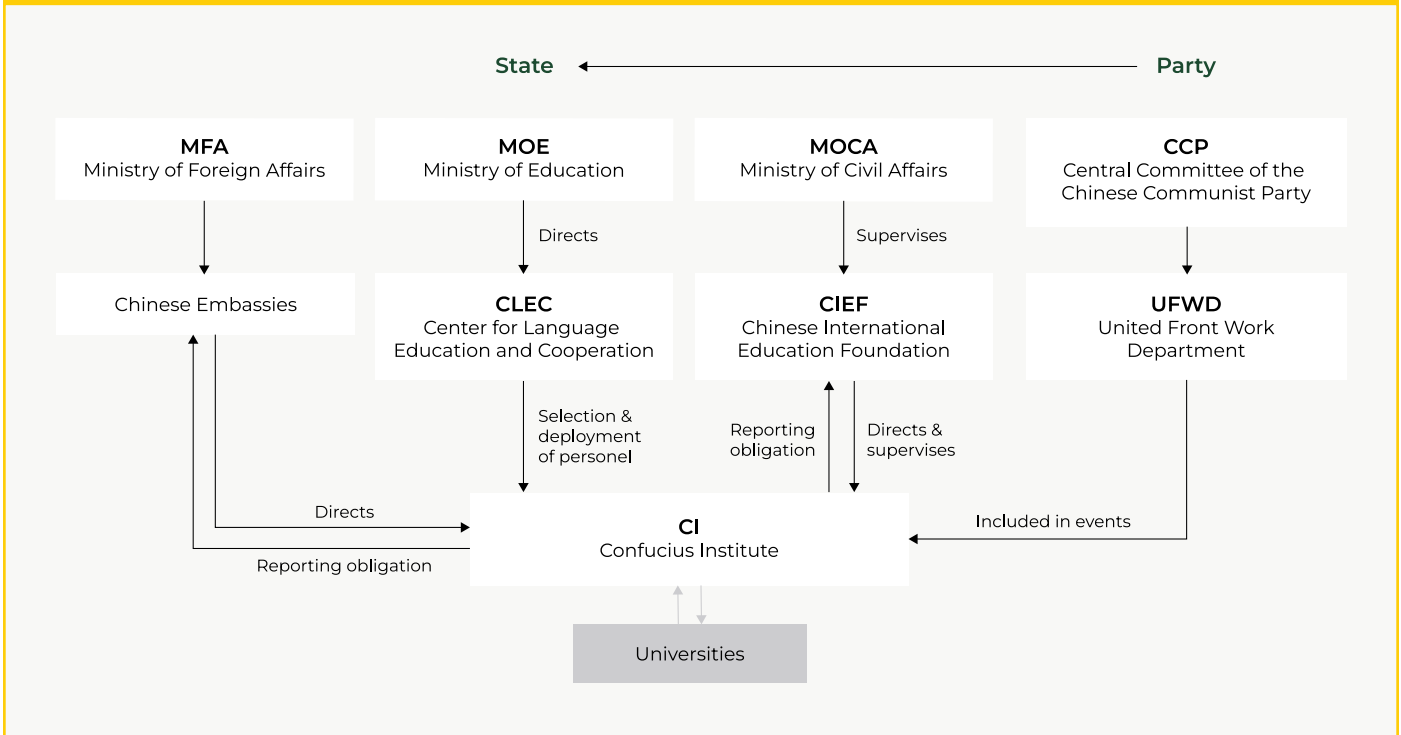 State
Party
MFA
Ministry of Foreign Affairs
MOE
Ministry of Education
MOCA
Ministry of Civil Affairs
CCP
Central Committee of the
Chinese Communist Party
Directs
Supervises
Chinese Embassies
CLEC
Center for Language
Education and Cooperation
CIEF
Chinese International
Education Foundation
UFWD
United Front Work
Department
Selection &
deployment
of personel
Reporting
obligation
Directs &
supervises
Directs
Reporting obligation
Included in events
CI
Confucius Institute
Universities